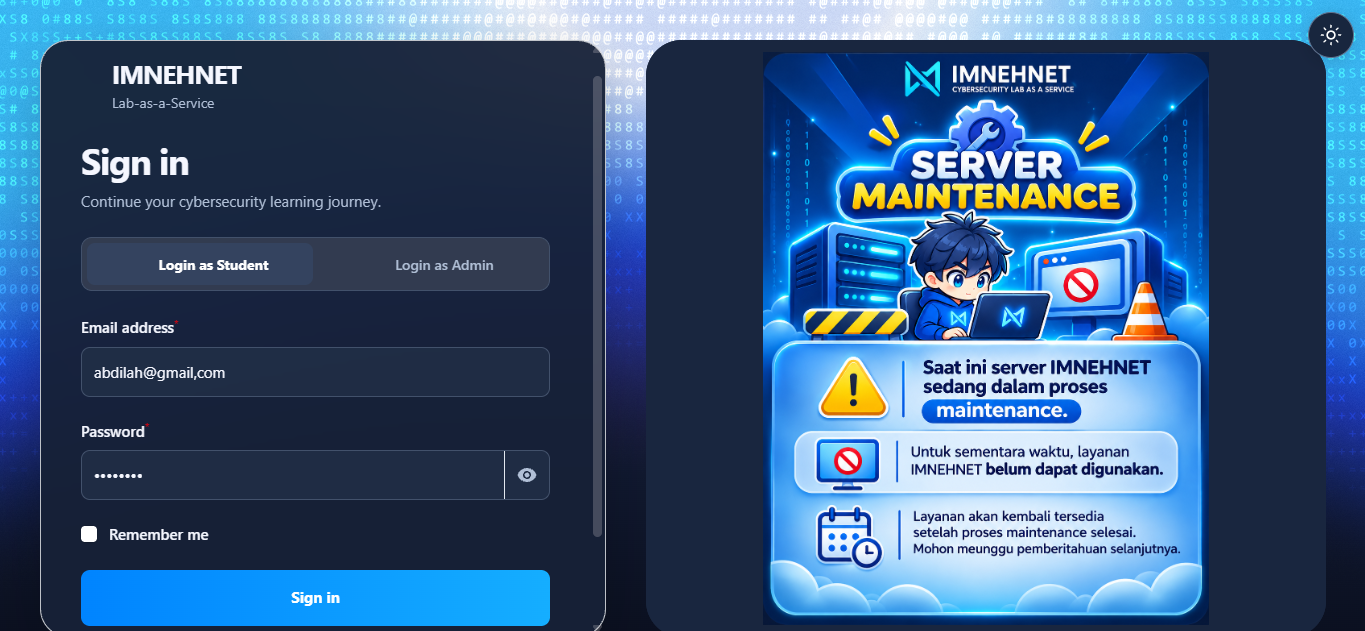 IMNEHNET
Lab-as-a-Service
Sign in
Continue your cybersecurity learning journey.
Login as Student
Login as Admin
Email address*
abdilah@gmail,com
Password*
••••••••
Remember me
Sign in
IMNEHNET
CYBERSECURITY LAB AS A SERVICE
SERVER
MAINTENANCE
Saat ini server IMNEHNET
sedang dalam proses
maintenance.
Untuk sementara waktu, layanan
IMNEHNET belum dapat digunakan.
Layanan akan kembali tersedia
setelah proses maintenance selesai.
Mohon meunggu pemberitahuan selanjutnya.